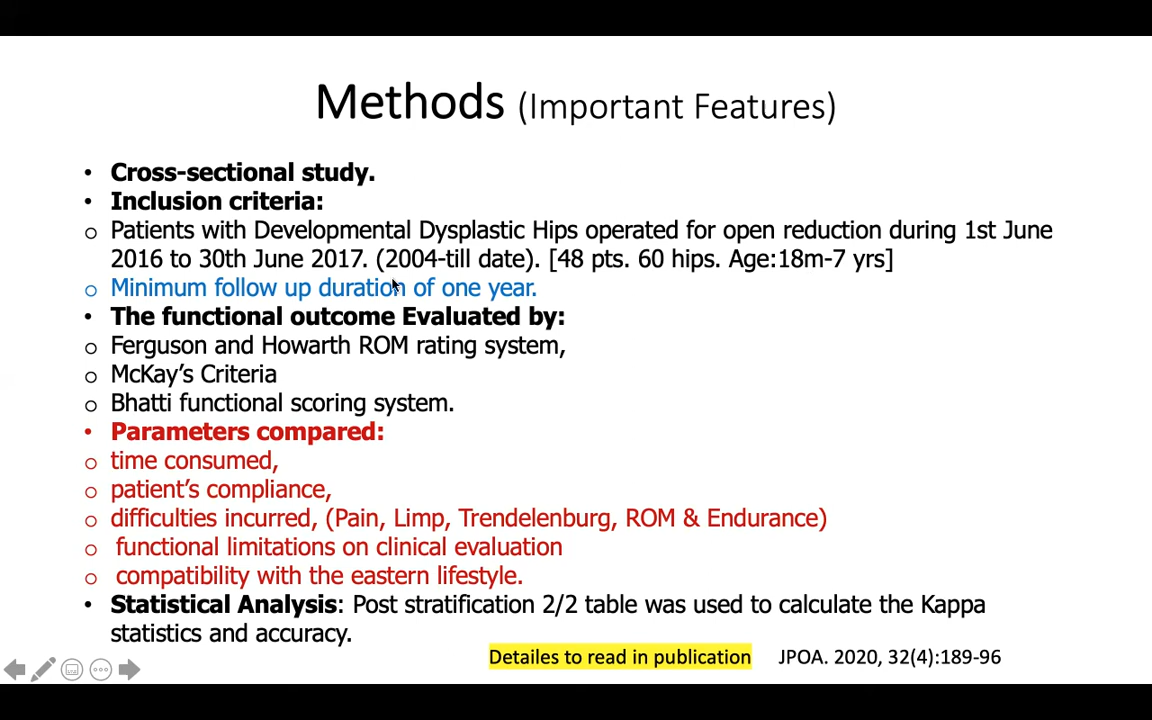 Methods (Important Features)
• Cross-sectional study.
• Inclusion criteria:
o Patients with Developmental Dysplastic Hips operated for open reduction during 1st June
2016 to 30th June 2017. (2004-till date). [48 pts. 60 hips. Age:18m-7 yrs]
o Minimum follow up duration of one year.
• The functional outcome Evaluated by:
o Ferguson and Howarth ROM rating system,
o McKay’s Criteria
o Bhatti functional scoring system.
• Parameters compared:
o time consumed,
o patient’s compliance,
o difficulties incurred, (Pain, Limp, Trendelenburg, ROM & Endurance)
o functional limitations on clinical evaluation
o compatibility with the eastern lifestyle.
• Statistical Analysis: Post stratification 2/2 table was used to calculate the Kappa
statistics and accuracy.
Detailes to read in publication JPOA. 2020, 32(4):189-96